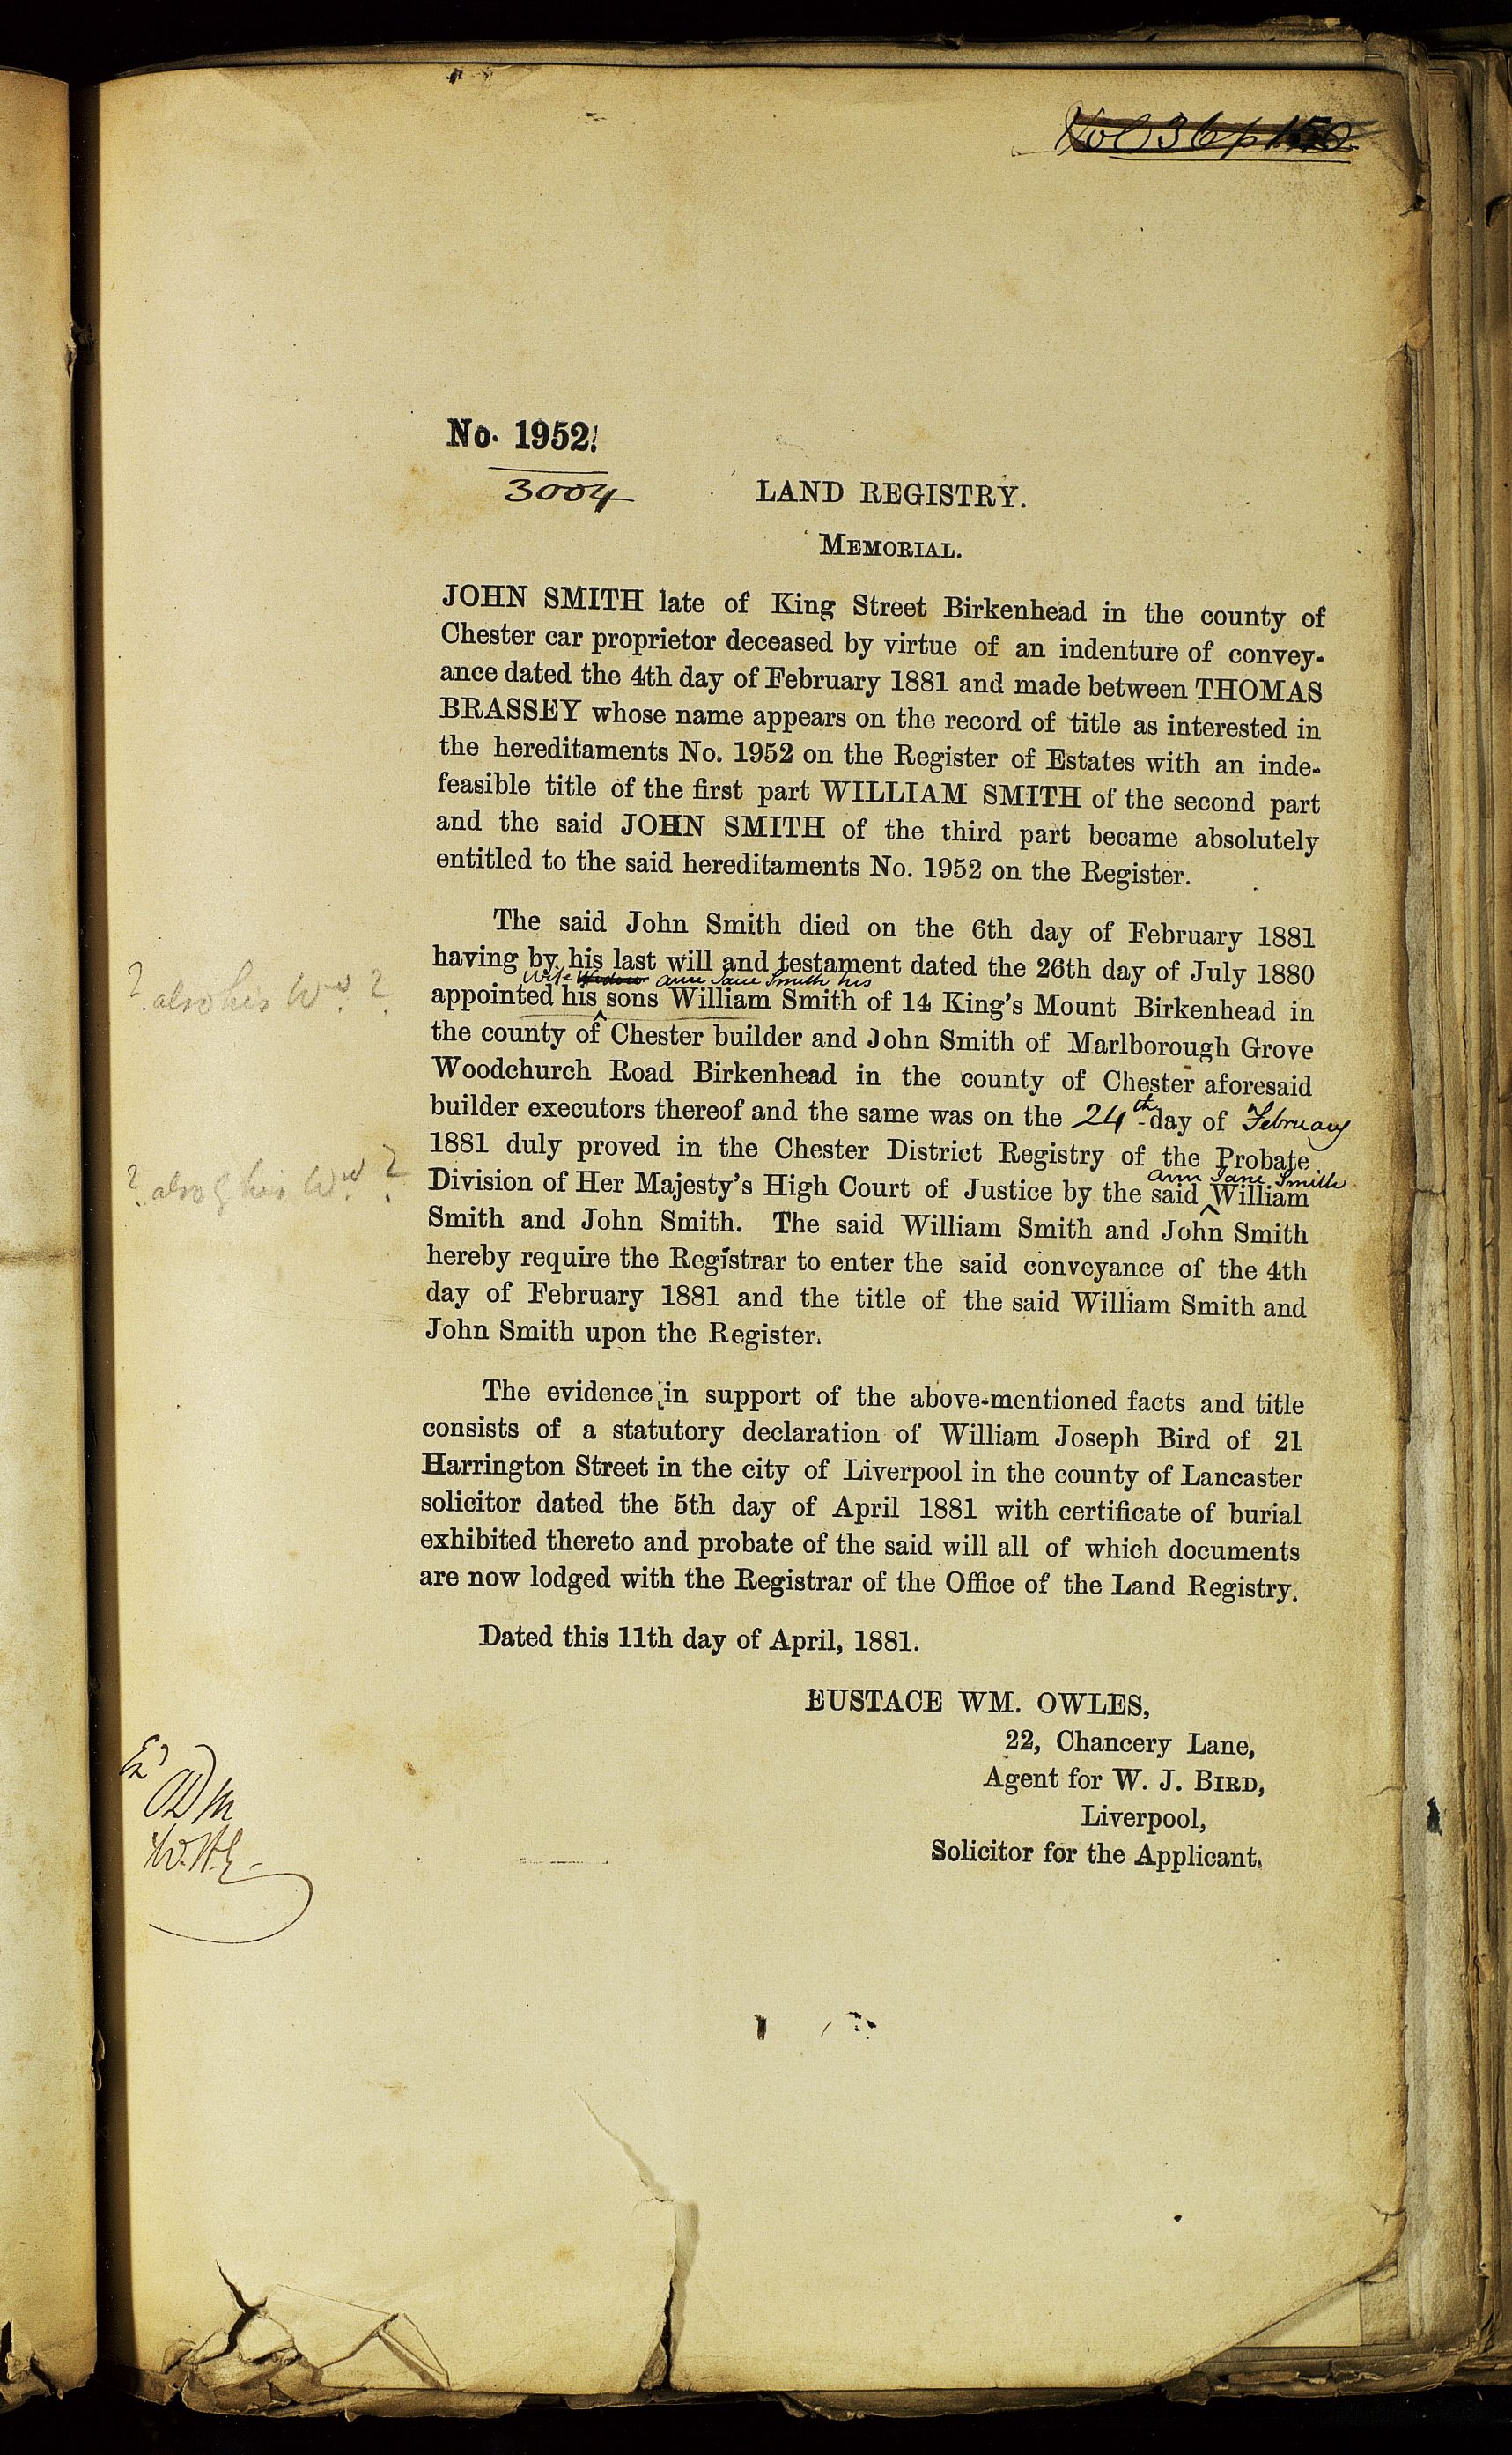 Vol 36 p 150
No. 1952.
3004
LAND REGISTRY.
MEMORIAL.
JOHN SMITH late of King Street Birkenhead in the county of
Chester car proprietor deceased by virtue of an indenture of convey-
ance dated the 4th day of February 1881 and made between THOMAS
BRASSEY whose name appears on the record of title as interested in
the hereditaments No. 1952 on the Register of Estates with an inde-
feasible title of the first part WILLIAM SMITH of the second part
and the said JOHN SMITH of the third part became absolutely
entitled to the said hereditaments No. 1952 on the Register.
The said John Smith died on the 6th day of February 1881
having by his last will and testament dated the 26th day of July 1880
Wife Widow Ann Jane Smith his
appointed his sons William Smith of 14 King's Mount Birkenhead in
? also his Wd ?
the county of Chester builder and John Smith of Marlborough Grove
Woodchurch Road Birkenhead in the county of Chester aforesaid
builder executors thereof and the same was on the 24th day of February
1881 duly proved in the Chester District Registry of the Probate
Ann Jane Smith
Division of Her Majesty's High Court of Justice by the said William
? also his Wd ?
Smith and John Smith. The said William Smith and John Smith
hereby require the Registrar to enter the said conveyance of the 4th
day of February 1881 and the title of the said William Smith and
John Smith upon the Register.
The evidence in support of the above-mentioned facts and title
consists of a statutory declaration of William Joseph Bird of 21
Harrington Street in the city of Liverpool in the county of Lancaster
solicitor dated the 5th day of April 1881 with certificate of burial
exhibited thereto and probate of the said will all of which documents
are now lodged with the Registrar of the Office of the Land Registry.
Dated this 11th day of April, 1881.
EUSTACE WM. OWLES,
22, Chancery Lane,
Agent for W. J. BIRD,
Liverpool,
Solicitor for the Applicant.